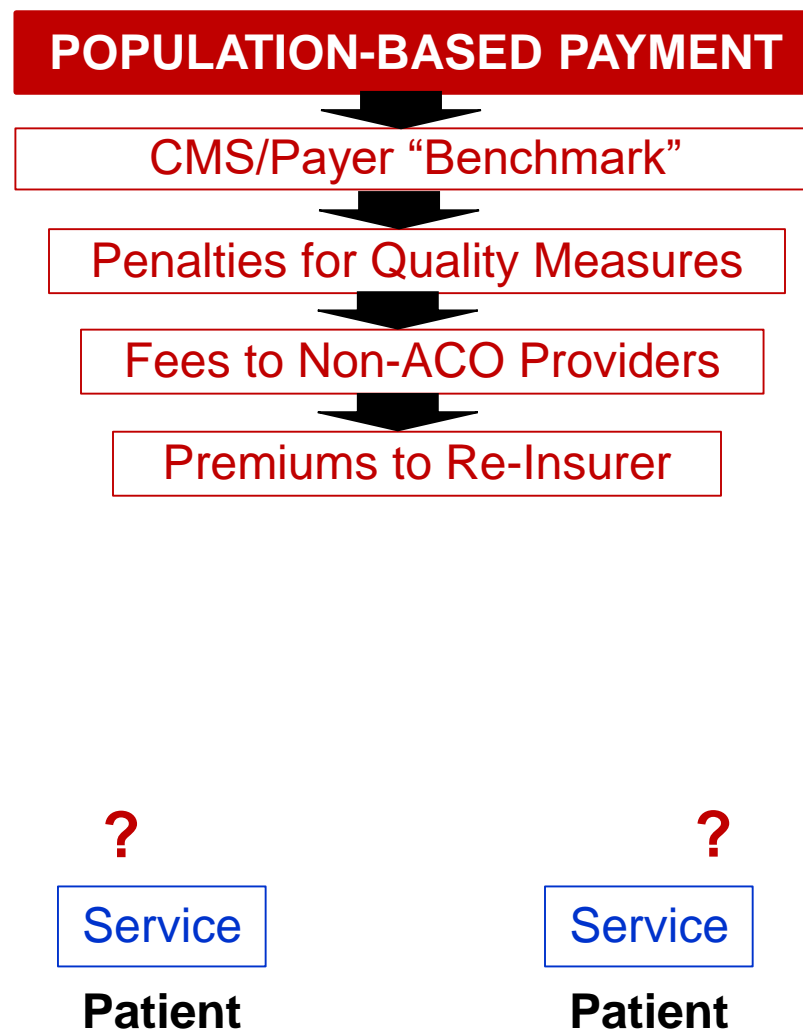 POPULATION-BASED PAYMENT
CMS/Payer “Benchmark”
Penalties for Quality Measures
Fees to Non-ACO Providers
Premiums to Re-Insurer
? ?
Service Service
Patient Patient